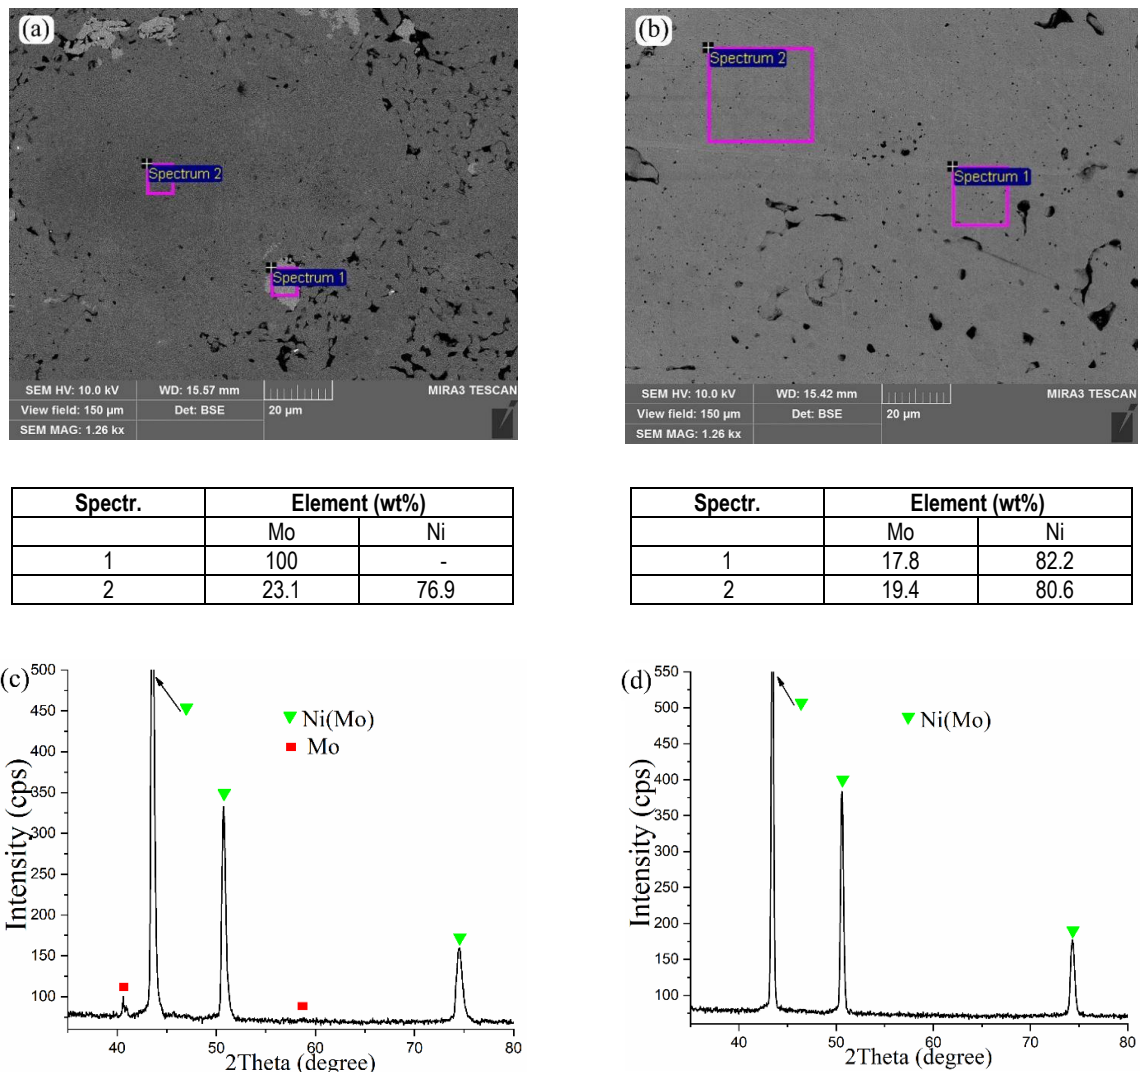 (a)
Spectrum 2
Spectrum 1
SEM HV: 10.0 kV WD: 15.57 mm MIRA3 TESCAN
View field: 150 µm Det: BSE 20 µm
SEM MAG: 1.26 kx
(b)
Spectrum 2
Spectrum 1
SEM HV: 10.0 kV WD: 15.42 mm MIRA3 TESCAN
View field: 150 µm Det: BSE 20 µm
SEM MAG: 1.26 kx
Spectr. Element (wt%)
Mo Ni
1 100 -
2 23.1 76.9
Spectr. Element (wt%)
Mo Ni
1 17.8 82.2
2 19.4 80.6
(c)
500
450
400
350
300
250
200
150
100
Intensity (cps)
Ni(Mo)
Mo
40 50 60 70 80
2Theta (degree)
(d)
550
500
450
400
350
300
250
200
150
100
Intensity (cps)
Ni(Mo)
40 50 60 70 80
2Theta (degree)